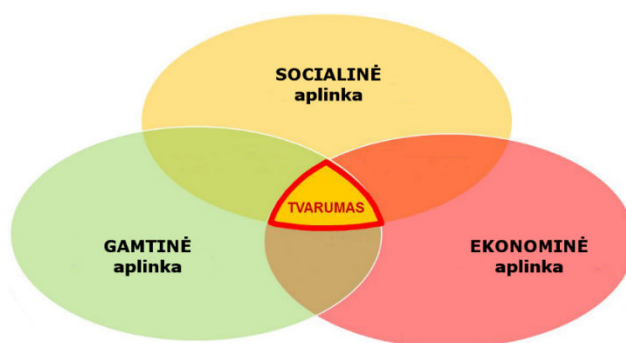 SOCIALINĖ
aplinka
TVARUMAS
GAMTINĖ
aplinka
EKONOMINĖ
aplinka